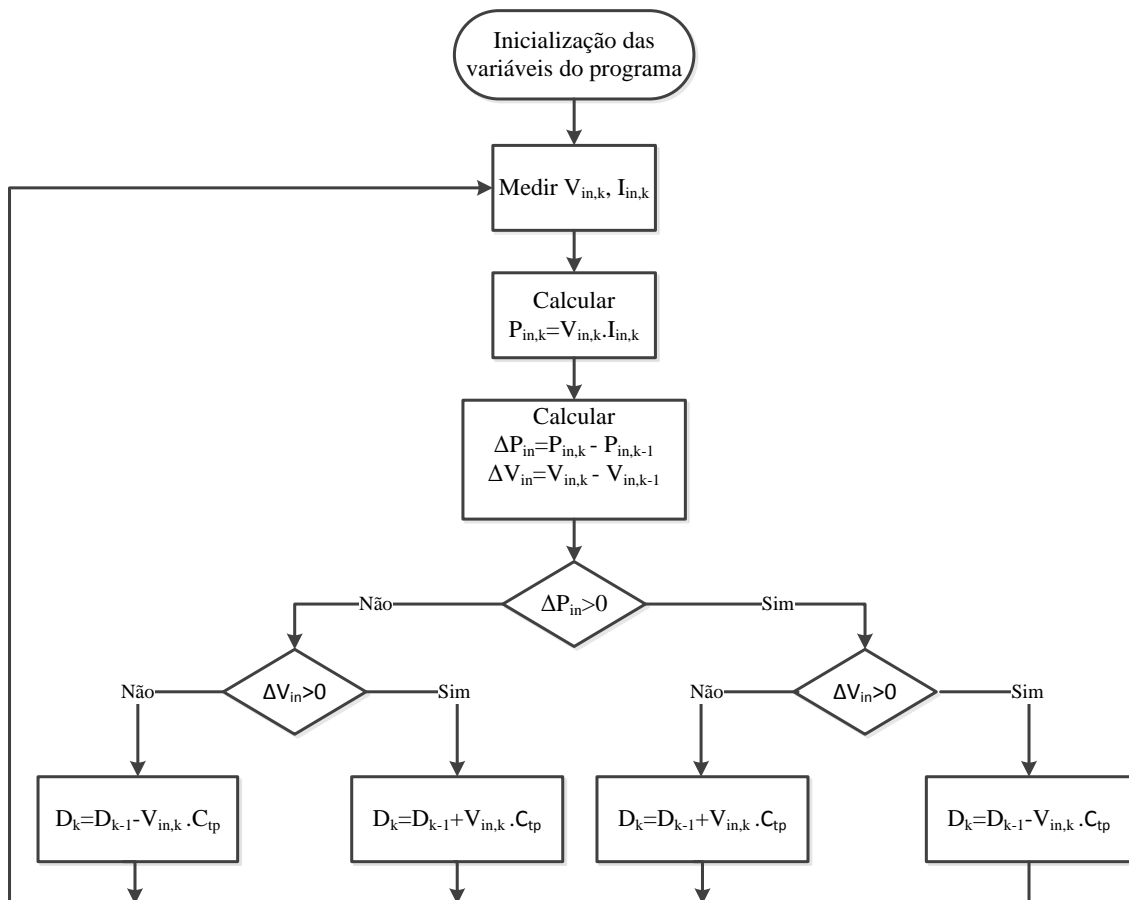 Inicialização das
variáveis do programa
Medir V_in,k, I_in,k
Calcular
P_in,k=V_in,k.I_in,k
Calcular
ΔP_in=P_in,k - P_in,k-1
ΔV_in=V_in,k - V_in,k-1
Não
ΔP_in>0
Sim
Não
ΔV_in>0
Sim
Não
ΔV_in>0
Sim
D_k=D_k-1-V_in,k .C_tp
D_k=D_k-1+V_in,k .C_tp
D_k=D_k-1+V_in,k .C_tp
D_k=D_k-1-V_in,k .C_tp